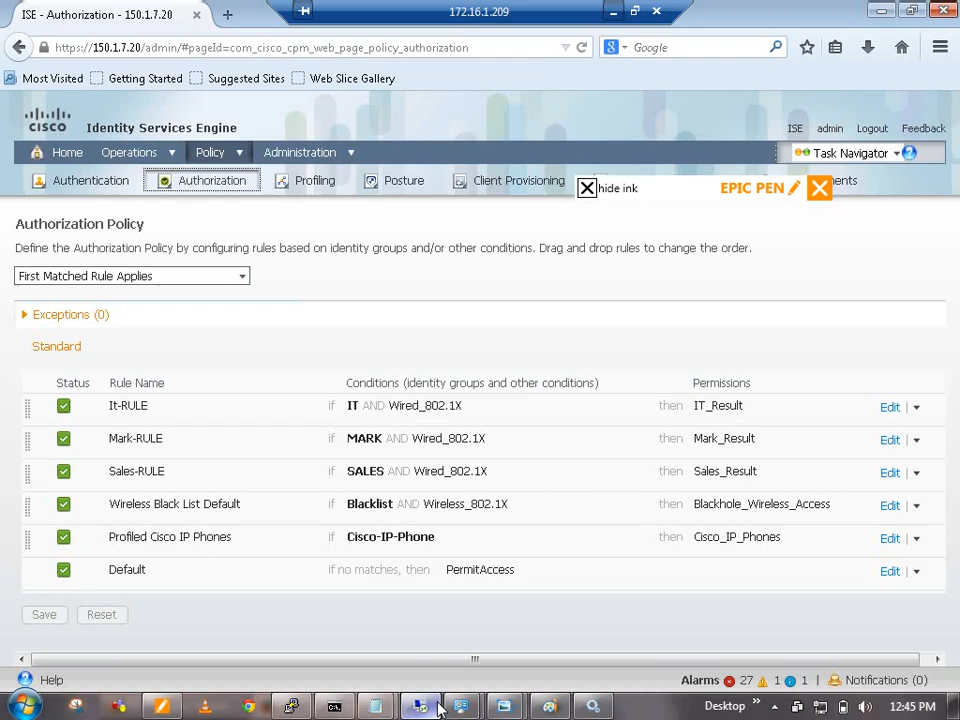 ISE - Authorization - 150.1.7.20
172.16.1.209
https://150.1.7.20/admin/#pageId=com_cisco_cpm_web_page_policy_authorization
Google
Most Visited Getting Started Suggested Sites Web Slice Gallery
CISCO Identity Services Engine
ISE admin Logout Feedback
Home Operations Policy Administration Task Navigator
Authentication Authorization Profiling Posture Client Provisioning
hide ink EPIC PEN
Authorization Policy
Define the Authorization Policy by configuring rules based on identity groups and/or other conditions. Drag and drop rules to change the order.
First Matched Rule Applies
Exceptions (0)
Standard
Status Rule Name Conditions (identity groups and other conditions) Permissions
It-RULE if IT AND Wired_802.1X then IT_Result Edit
Mark-RULE if MARK AND Wired_802.1X then Mark_Result Edit
Sales-RULE if SALES AND Wired_802.1X then Sales_Result Edit
Wireless Black List Default if Blacklist AND Wireless_802.1X then Blackhole_Wireless_Access Edit
Profiled Cisco IP Phones if Cisco-IP-Phone then Cisco_IP_Phones Edit
Default if no matches, then PermitAccess Edit
Save Reset
Help Alarms 27 1 1 Notifications (0)
Desktop 12:45 PM